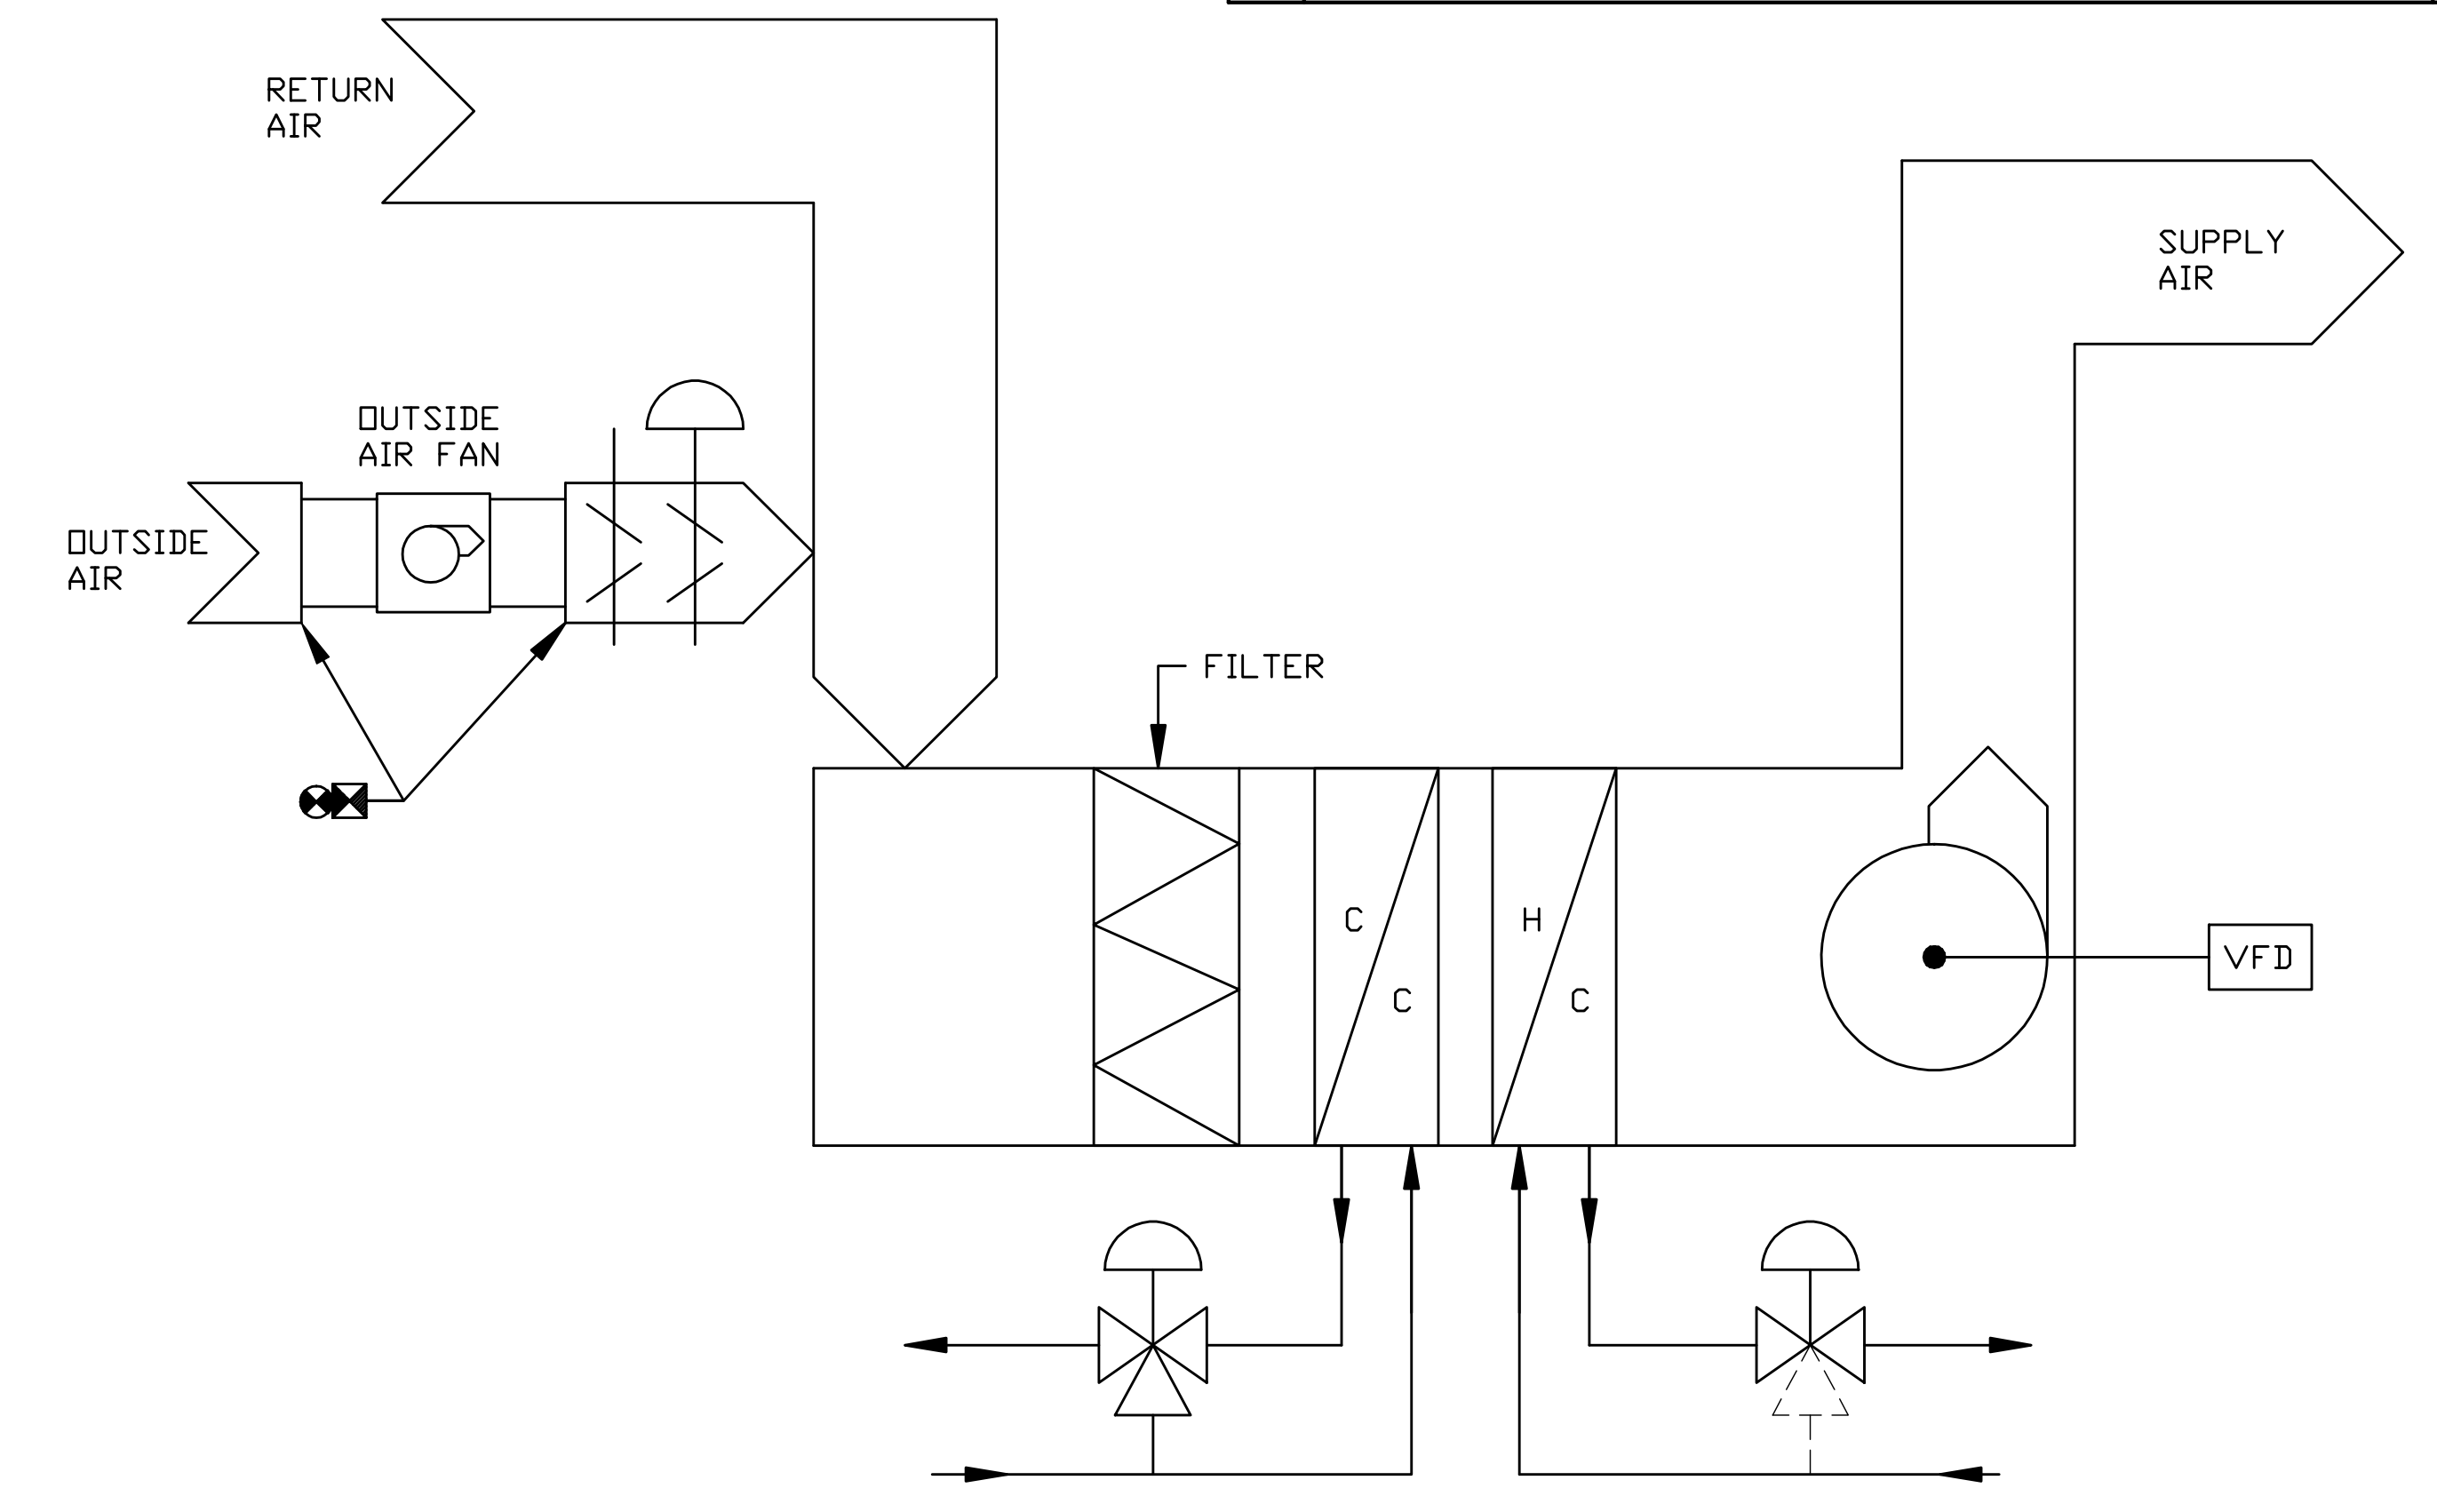 RETURN
AIR
SUPPLY
AIR
OUTSIDE
AIR FAN
OUTSIDE
AIR
FILTER
C
C
H
C
VFD